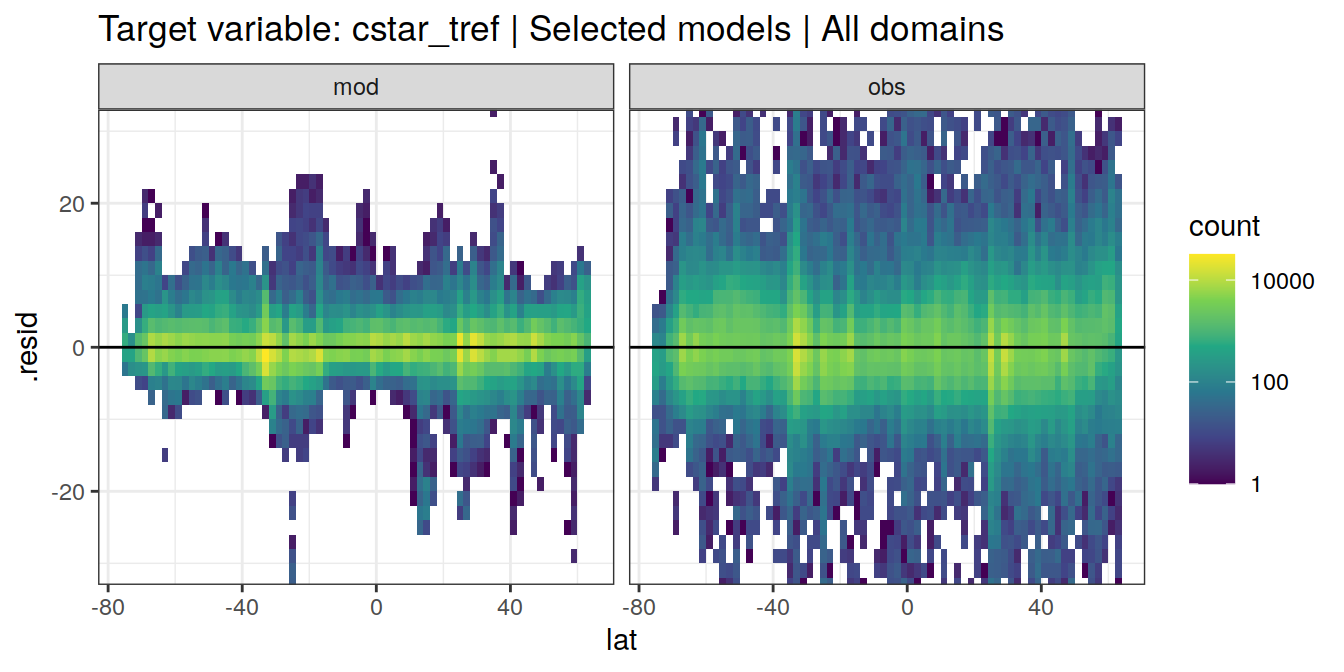 Target variable: cstar_tref | Selected models | All domains
mod
obs
.resid
20
0
-20
-80
-40
0
40
-80
-40
0
40
lat
count
10000
100
1